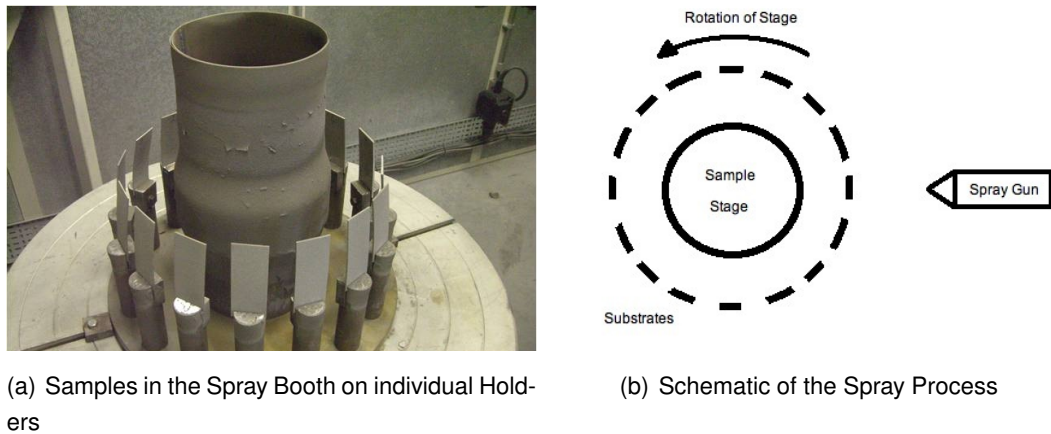 Rotation of Stage
Sample
Stage
Spray Gun
Substrates
(a) Samples in the Spray Booth on individual Hold-
ers
(b) Schematic of the Spray Process